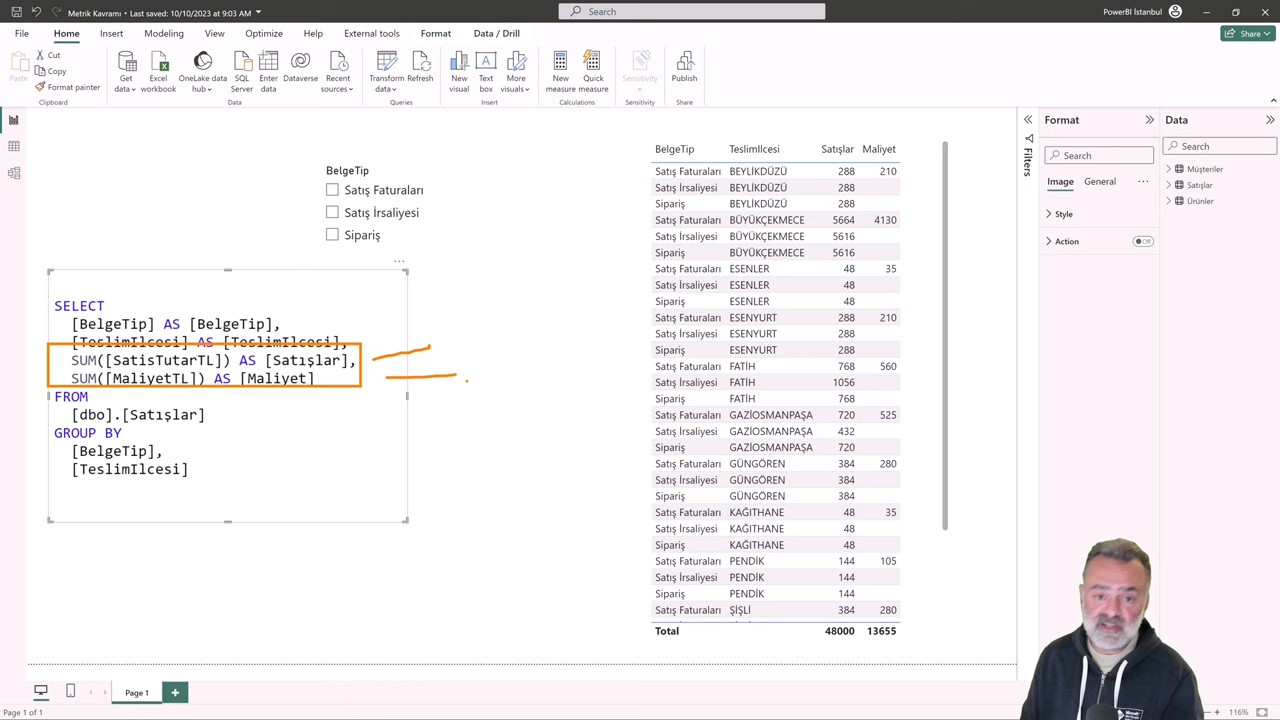 Metrik Kavramı • Last saved: 10/10/2023 at 9:03 AM
Search
PowerBI İstanbul
File Home Insert Modeling View Optimize Help External tools Format Data / Drill
Share
Paste
Cut
Copy
Format painter
Clipboard
Get data
Excel workbook
OneLake data hub
SQL Server
Enter data
Dataverse
Recent sources
Data
Transform data
Refresh
Queries
New visual
Text box
More visuals
Insert
New measure
Quick measure
Calculations
Sensitivity
Sensitivity
Publish
Share
BelgeTip
Satış Faturaları
Satış İrsaliyesi
Sipariş
SELECT
[BelgeTip] AS [BelgeTip],
[TeslimIlcesi] AS [TeslimIlcesi],
SUM([SatisTutarTL]) AS [Satışlar],
SUM([MaliyetTL]) AS [Maliyet]
FROM
[dbo].[Satışlar]
GROUP BY
[BelgeTip],
[TeslimIlcesi]
BelgeTip TeslimIlcesi Satışlar Maliyet
Satış Faturaları BEYLİKDÜZÜ 288 210
Satış İrsaliyesi BEYLİKDÜZÜ 288
Sipariş BEYLİKDÜZÜ 288
Satış Faturaları BÜYÜKÇEKMECE 5664 4130
Satış İrsaliyesi BÜYÜKÇEKMECE 5616
Sipariş BÜYÜKÇEKMECE 5616
Satış Faturaları ESENLER 48 35
Satış İrsaliyesi ESENLER 48
Sipariş ESENLER 48
Satış Faturaları ESENYURT 288 210
Satış İrsaliyesi ESENYURT 288
Sipariş ESENYURT 288
Satış Faturaları FATİH 768 560
Satış İrsaliyesi FATİH 1056
Sipariş FATİH 768
Satış Faturaları GAZİOSMANPAŞA 720 525
Satış İrsaliyesi GAZİOSMANPAŞA 432
Sipariş GAZİOSMANPAŞA 720
Satış Faturaları GÜNGÖREN 384 280
Satış İrsaliyesi GÜNGÖREN 384
Sipariş GÜNGÖREN 384
Satış Faturaları KAĞITHANE 48 35
Satış İrsaliyesi KAĞITHANE 48
Sipariş KAĞITHANE 48
Satış Faturaları PENDİK 144 105
Satış İrsaliyesi PENDİK 144
Sipariş PENDİK 144
Satış Faturaları ŞİŞLİ 384 280
Total 48000 13655
Filters
Format
Search
Image General
Style
Action
Off
Data
Search
Müşteriler
Satışlar
Ürünler
Page 1
Page 1 of 1
116%